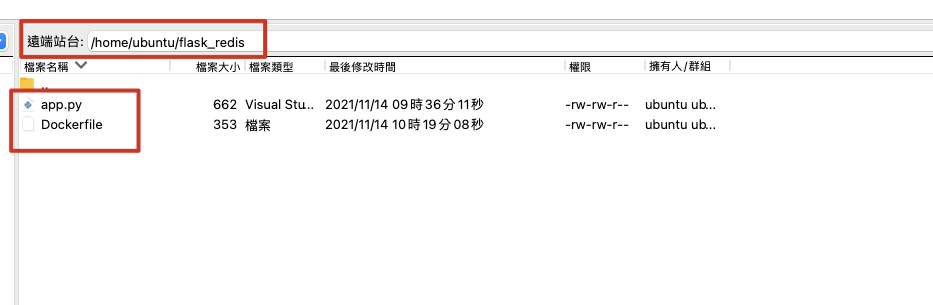 遠端站台: /home/ubuntu/flask_redis
檔案名稱 檔案大小 檔案類型 最後修改時間 權限 擁有人/群組
..
app.py 662 Visual Stu... 2021/11/14 09時36分11秒 -rw-rw-r-- ubuntu ub...
Dockerfile 353 檔案 2021/11/14 10時19分08秒 -rw-rw-r-- ubuntu ub...